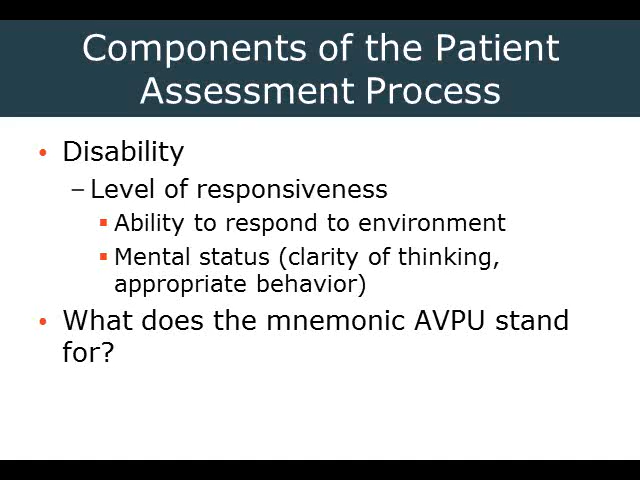 Components of the Patient
Assessment Process
• Disability
– Level of responsiveness
▪ Ability to respond to environment
▪ Mental status (clarity of thinking,
appropriate behavior)
• What does the mnemonic AVPU stand
for?